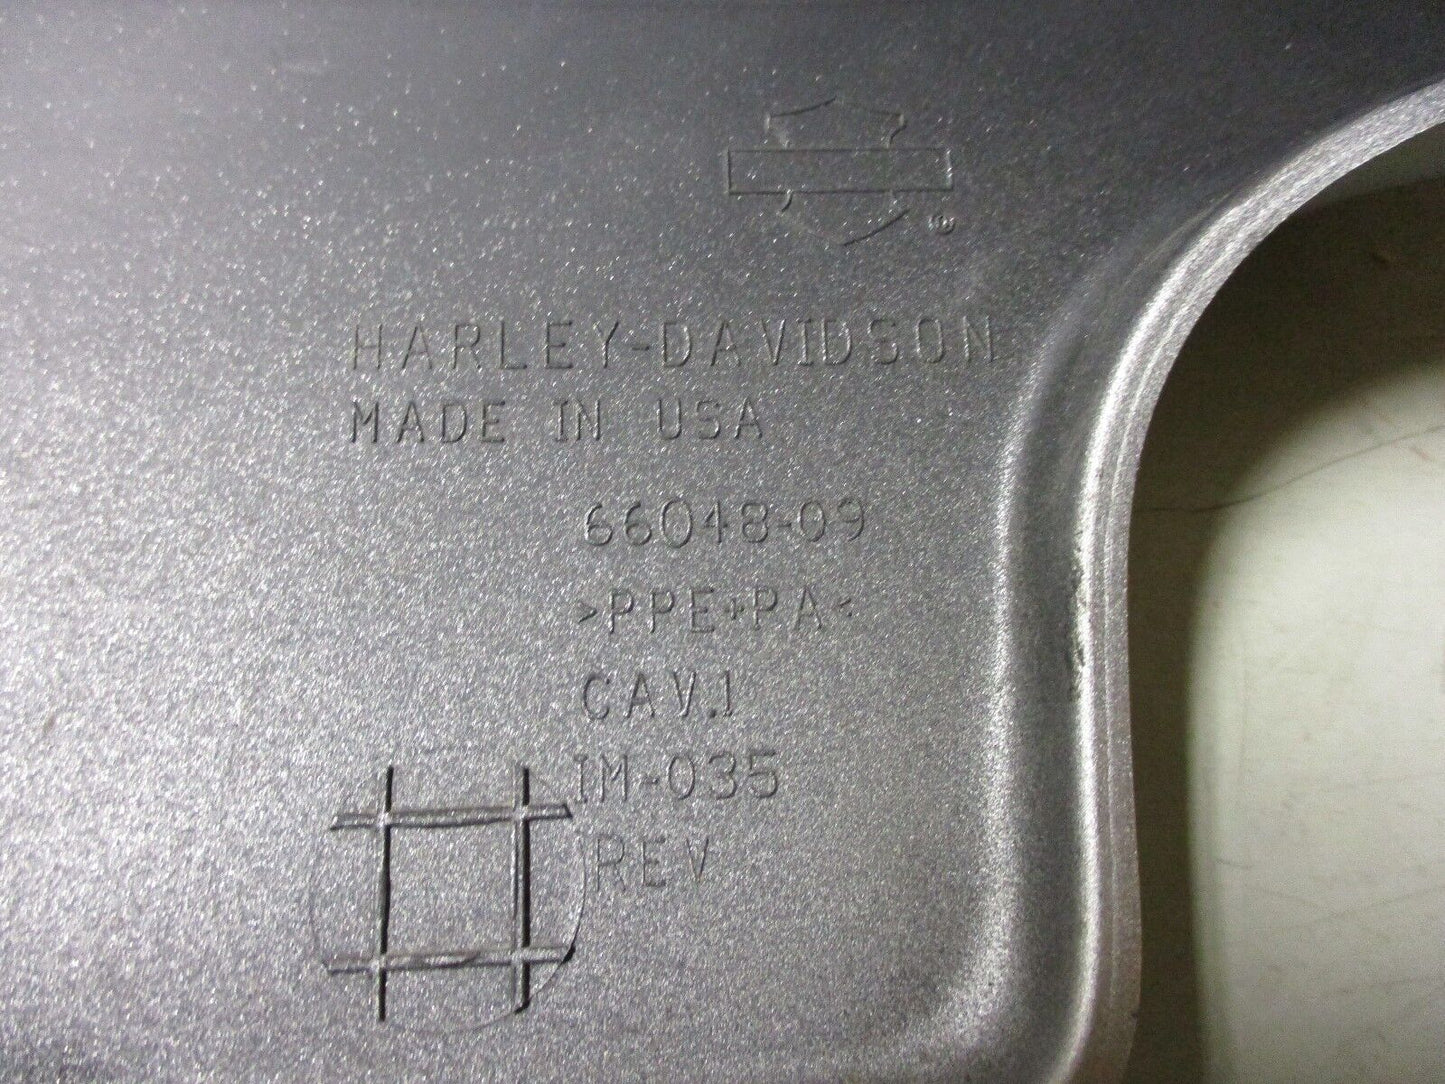 ®
HARLEY-DAVIDSON
MADE IN USA
66048-09
>PPE+PA<
CAV.1
IM-035
REV